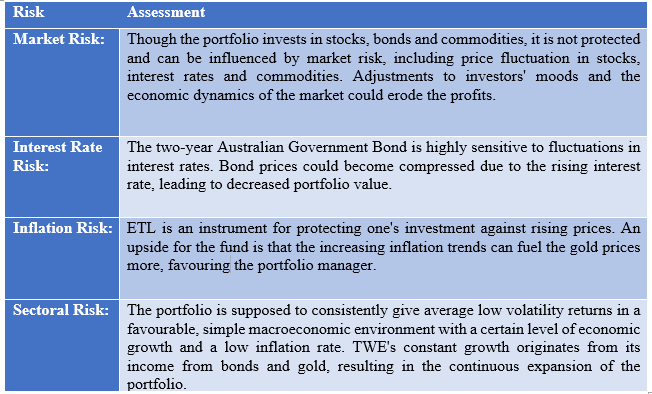 Risk Assessment
Market Risk: Though the portfolio invests in stocks, bonds and commodities, it is not protected
and can be influenced by market risk, including price fluctuation in stocks,
interest rates and commodities. Adjustments to investors' moods and the
economic dynamics of the market could erode the profits.
Interest Rate The two-year Australian Government Bond is highly sensitive to fluctuations in
Risk: interest rates. Bond prices could become compressed due to the rising interest
rate, leading to decreased portfolio value.
Inflation Risk: ETL is an instrument for protecting one's investment against rising prices. An
upside for the fund is that the increasing inflation trends can fuel the gold prices
more, favouring the portfolio manager.
Sectoral Risk: The portfolio is supposed to consistently give average low volatility returns in a
favourable, simple macroeconomic environment with a certain level of economic
growth and a low inflation rate. TWE's constant growth originates from its
income from bonds and gold, resulting in the continuous expansion of the
portfolio.